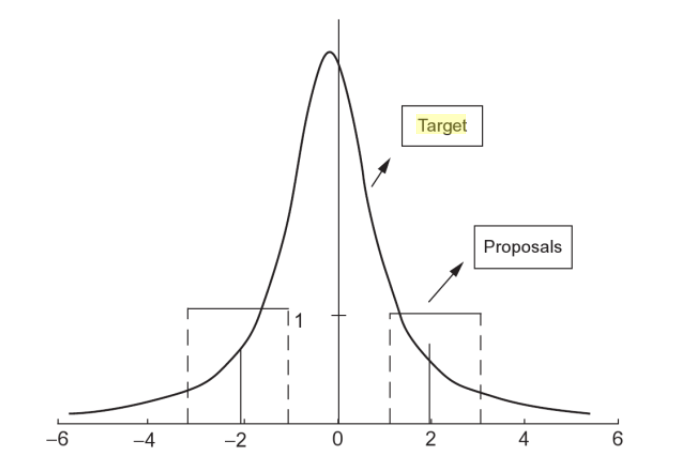 Target
Proposals
1
–6 –4 –2 0 2 4 6